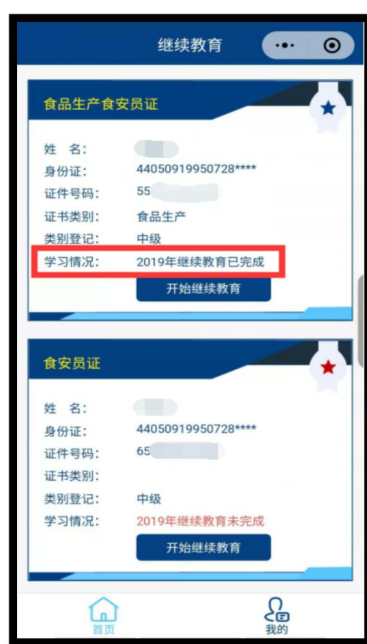 继续教育
食品生产食安员证
姓 名：
身份证： 44050919950728****
证件号码： 55
证书类别： 食品生产
类别登记： 中级
学习情况： 2019年继续教育已完成
开始继续教育
食安员证
姓 名：
身份证： 44050919950728****
证件号码： 65
证书类别：
类别登记： 中级
学习情况： 2019年继续教育未完成
开始继续教育
首页
我的